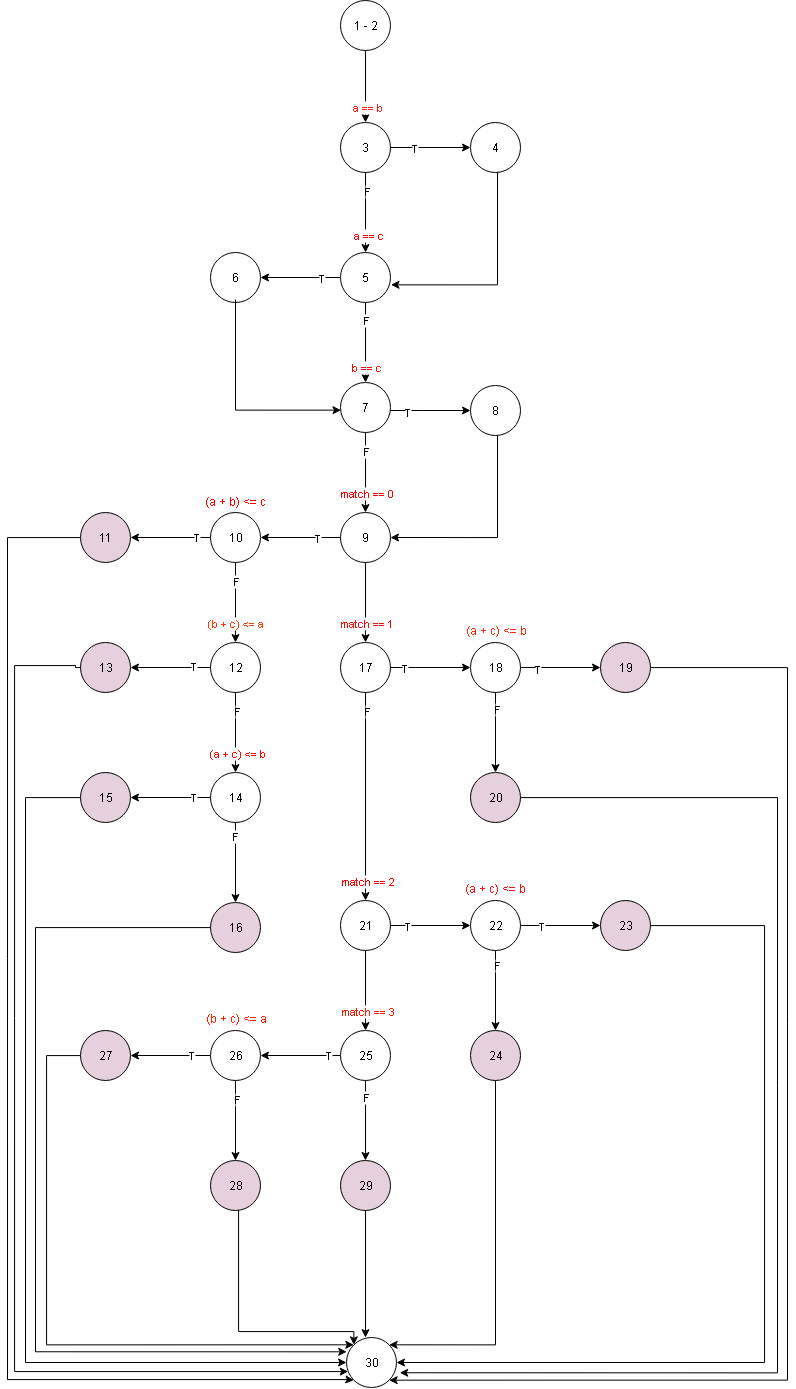 1 - 2
a == b
3
T
4
F
a == c
6
T
5
F
b == c
7
T
8
F
(a + b) <= c
match == 0
11
T
10
T
9
F
(b + c) <= a
match == 1
(a + c) <= b
13
T
12
17
T
18
T
19
F
F
F
(a + c) <= b
15
T
14
20
F
match == 2
(a + c) <= b
16
21
T
22
T
23
F
(b + c) <= a
match == 3
27
T
26
T
25
24
F
F
28
29
30